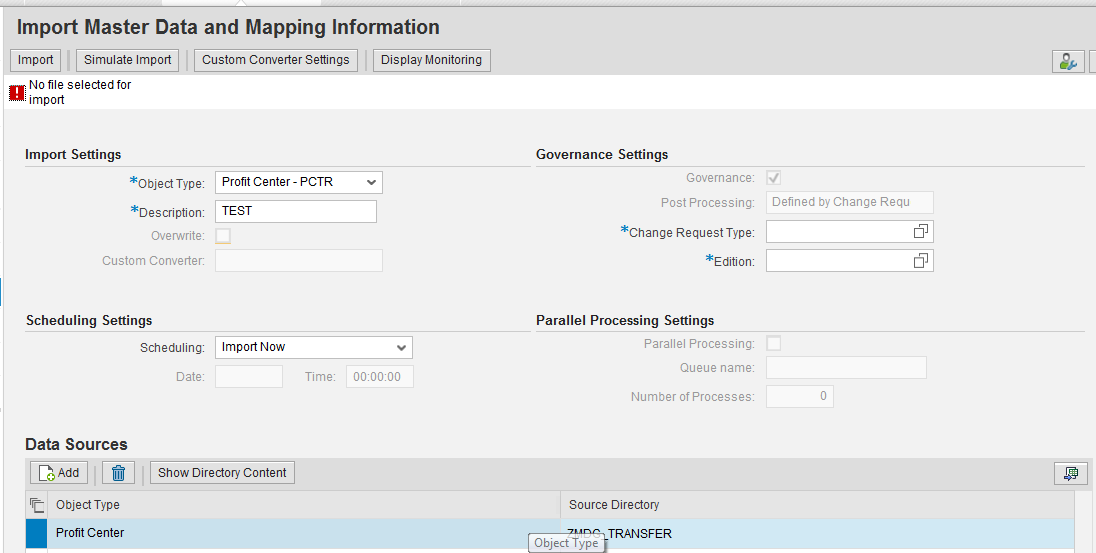 Import Master Data and Mapping Information
Import
Simulate Import
Custom Converter Settings
Display Monitoring
No file selected for
import
Import Settings
*Object Type: Profit Center - PCTR
*Description: TEST
Overwrite:
Custom Converter:
Governance Settings
Governance:
Post Processing: Defined by Change Requ
*Change Request Type:
*Edition:
Scheduling Settings
Scheduling: Import Now
Date: Time: 00:00:00
Parallel Processing Settings
Parallel Processing:
Queue name:
Number of Processes: 0
Data Sources
Add
Show Directory Content
Object Type Source Directory
Profit Center ZMDG_TRANSFER
Object Type